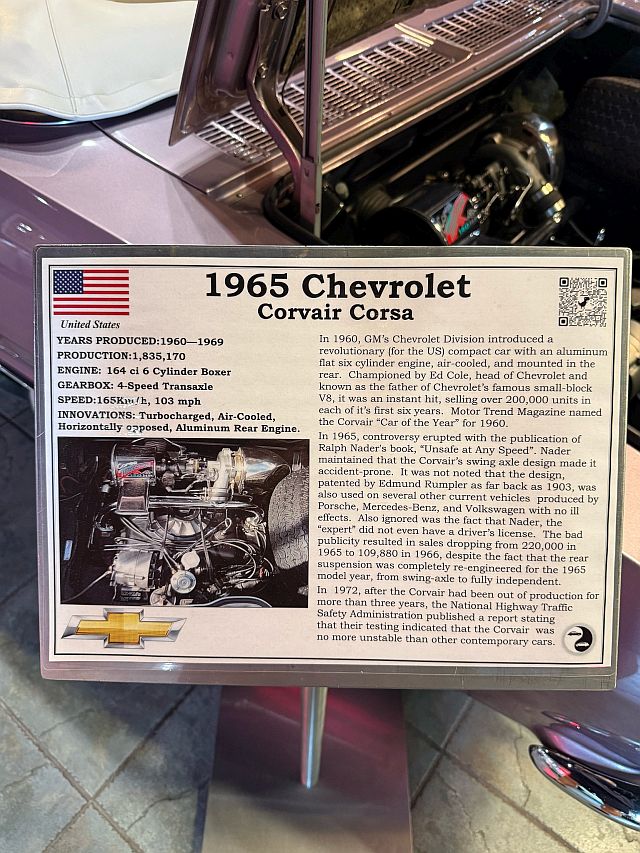 1965 Chevrolet
Corvair Corsa
United States
YEARS PRODUCED:1960—1969
PRODUCTION:1,835,170
ENGINE: 164 ci 6 Cylinder Boxer
GEARBOX: 4-Speed Transaxle
SPEED:165Km/h, 103 mph
INNOVATIONS: Turbocharged, Air-Cooled,
Horizontally opposed, Aluminum Rear Engine.
In 1960, GM's Chevrolet Division introduced a
revolutionary (for the US) compact car with an aluminum
flat six cylinder engine, air-cooled, and mounted in the
rear. Championed by Ed Cole, head of Chevrolet and
known as the father of Chevrolet's famous small-block
V8, it was an instant hit, selling over 200,000 units in
each of it's first six years. Motor Trend Magazine named
the Corvair "Car of the Year" for 1960.
In 1965, controversy erupted with the publication of
Ralph Nader's book, "Unsafe at Any Speed". Nader
maintained that the Corvair's swing axle design made it
accident-prone. It was not noted that the design,
patented by Edmund Rumpler as far back as 1903, was
also used on several other current vehicles produced by
Porsche, Mercedes-Benz, and Volkswagen with no ill
effects. Also ignored was the fact that Nader, the
"expert" did not even have a driver's license. The bad
publicity resulted in sales dropping from 220,000 in
1965 to 109,880 in 1966, despite the fact that the rear
suspension was completely re-engineered for the 1965
model year, from swing-axle to fully independent.
In 1972, after the Corvair had been out of production for
more than three years, the National Highway Traffic
Safety Administration published a report stating
that their testing indicated that the Corvair was
no more unstable than other contemporary cars.